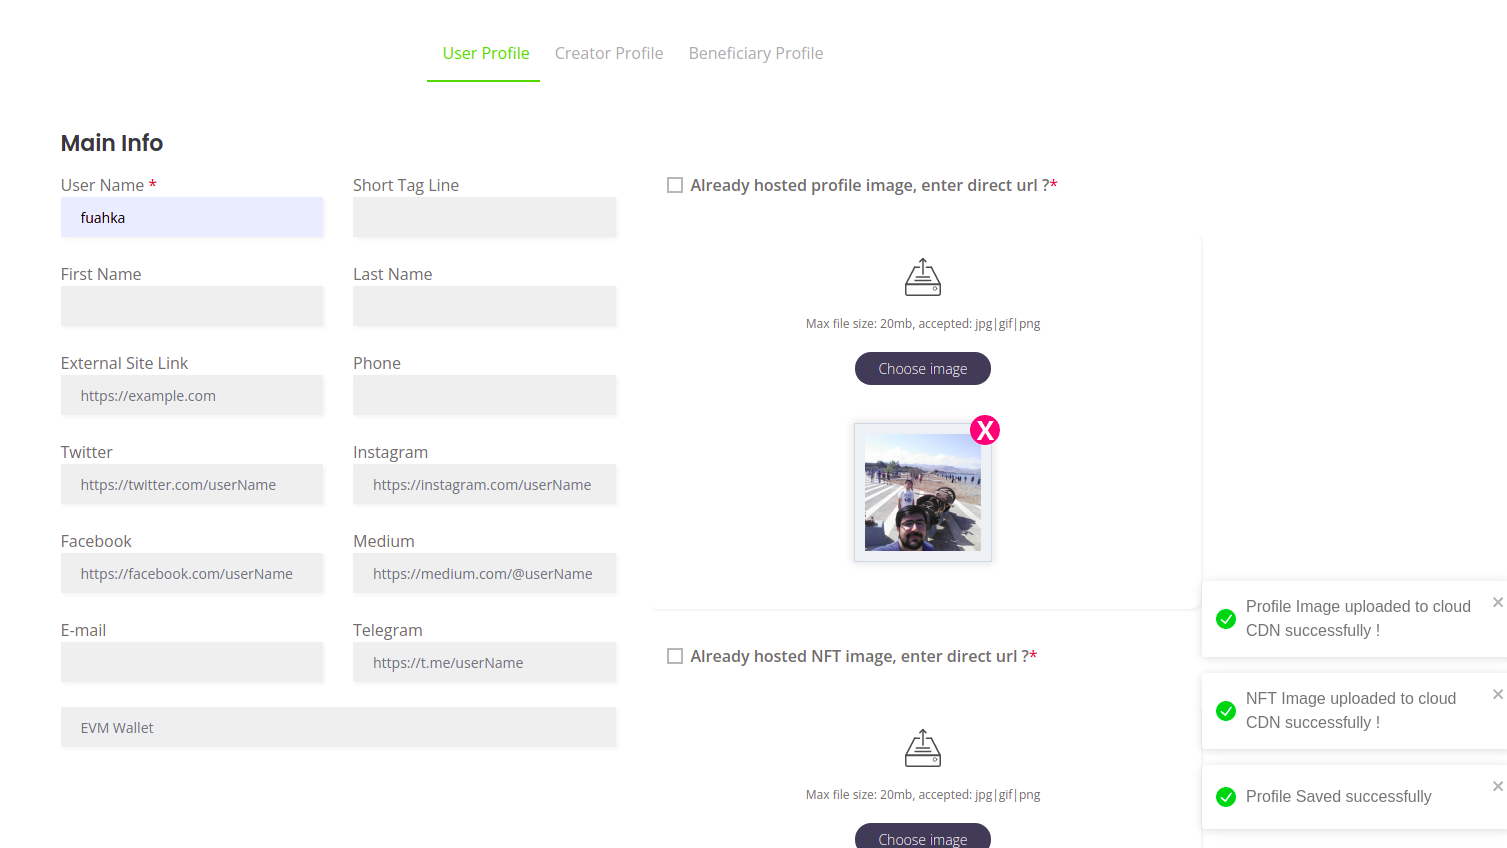 User Profile Creator Profile Beneficiary Profile
Main Info
User Name *
fuahka
Short Tag Line
First Name
Last Name
External Site Link
https://example.com
Phone
Twitter
https://twitter.com/userName
Instagram
https://instagram.com/userName
Facebook
https://facebook.com/userName
Medium
https://medium.com/@userName
E-mail
Telegram
https://t.me/userName
EVM Wallet
Already hosted profile image, enter direct url ?*
Max file size: 20mb, accepted: jpg|gif|png
Choose image
X
Already hosted NFT image, enter direct url ?*
Max file size: 20mb, accepted: jpg|gif|png
Choose image
Profile Image uploaded to cloud
CDN successfully !
NFT Image uploaded to cloud
CDN successfully !
Profile Saved successfully